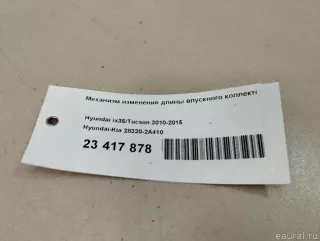 Механизм изменения длины впускного коллект
Hyundai ix35/Tucson 2010-2015
Hyundai-Kia 28320-2A410
23 417 878
eaural.ru